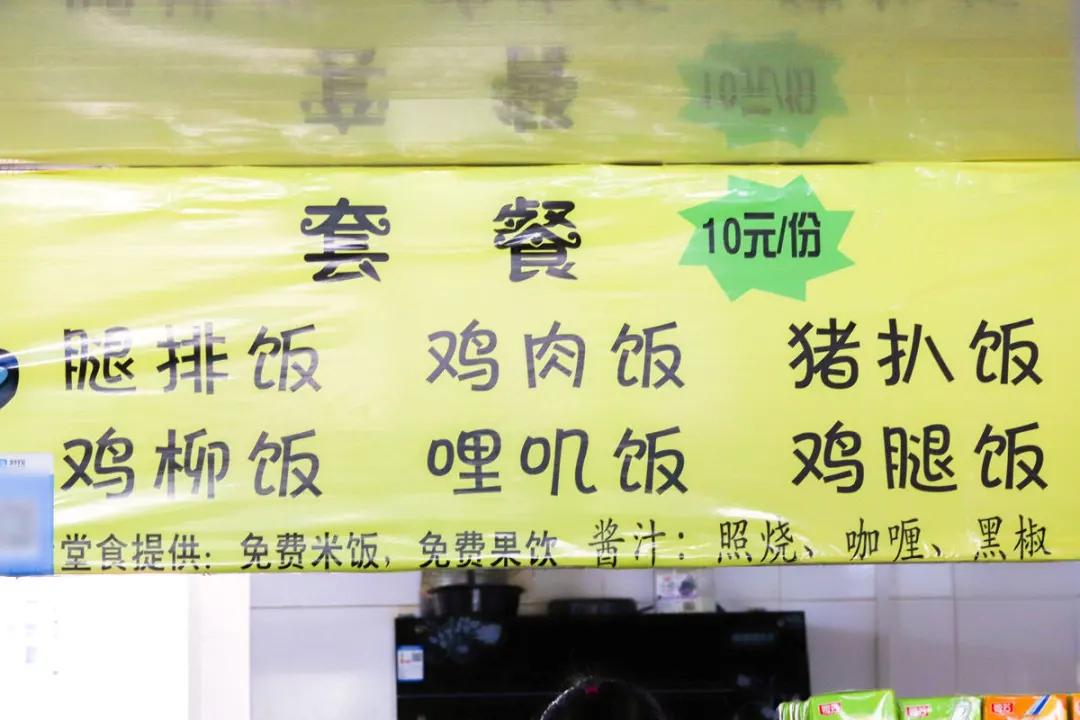 套餐 10元/份
腿排饭 鸡肉饭 猪扒饭
鸡柳饭 哩叽饭 鸡腿饭
堂食提供：免费米饭，免费果饮 酱汁：照烧、咖喱、黑椒